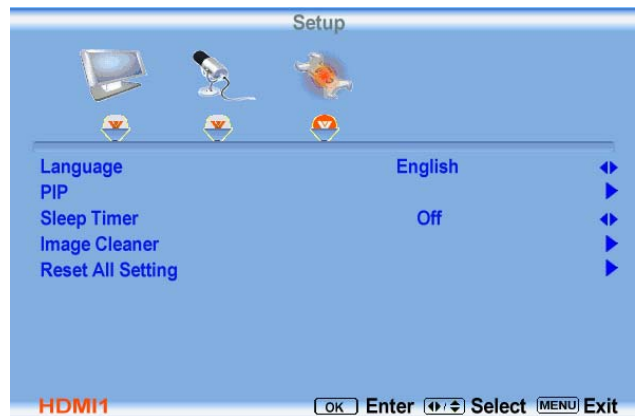 Setup
Language English
PIP
Sleep Timer Off
Image Cleaner
Reset All Setting
HDMI1 OK Enter Select MENU Exit